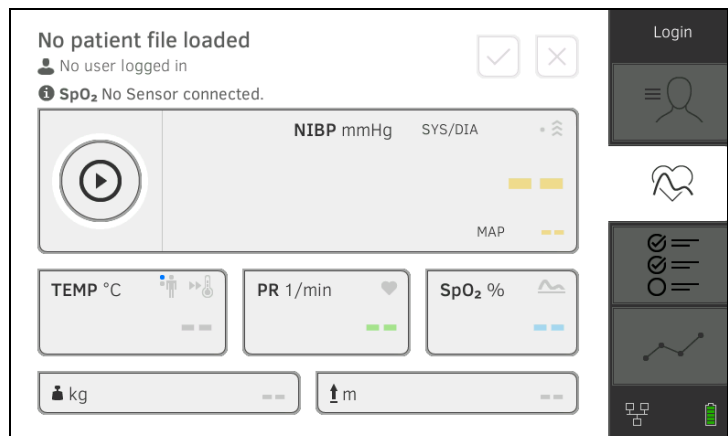 No patient file loaded
Login
No user logged in
SpO₂ No Sensor connected.
NIBP mmHg SYS/DIA
-- --
MAP --
TEMP °C
--
PR 1/min
--
SpO₂ %
--
kg --
m --